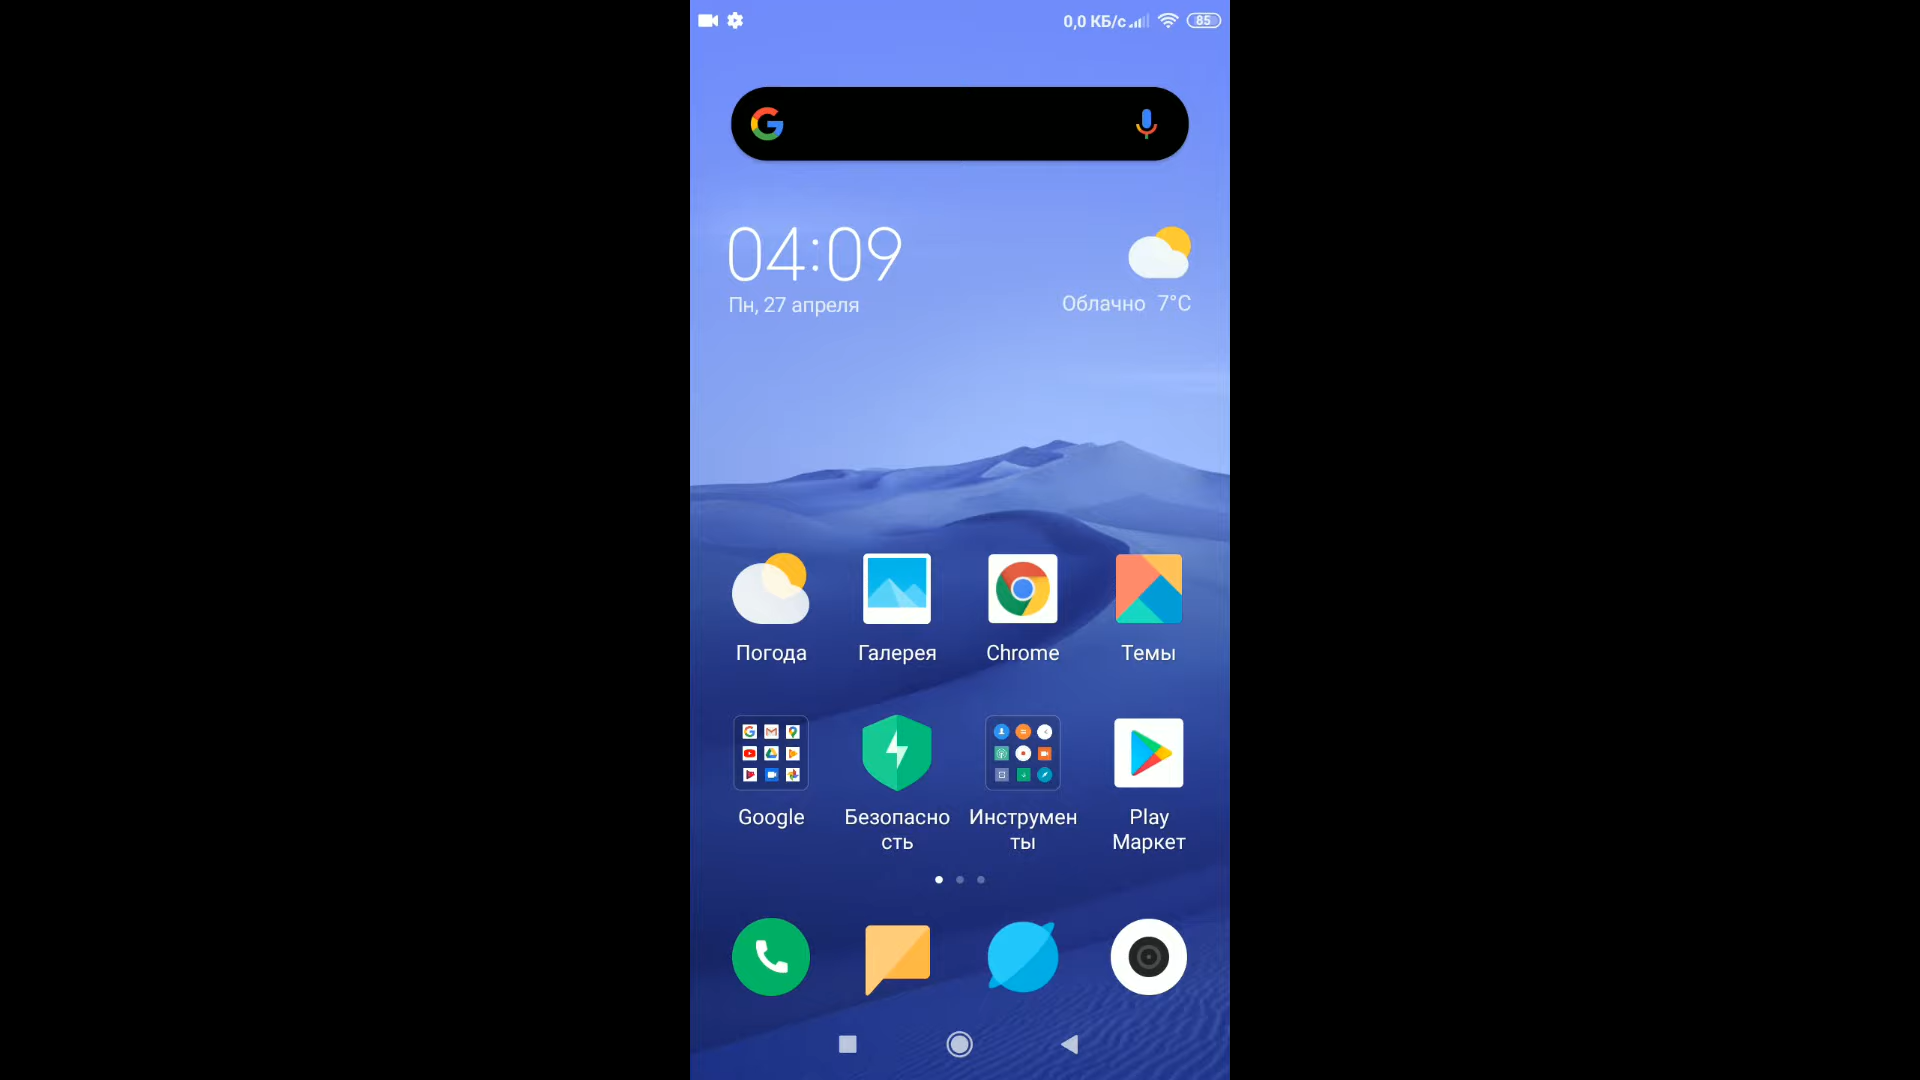 0,0 КБ/с 85
04:09
Пн, 27 апреля
Облачно 7°C
Погода Галерея Chrome Темы
Google Безопасно
сть Инструмен
ты Play
Маркет